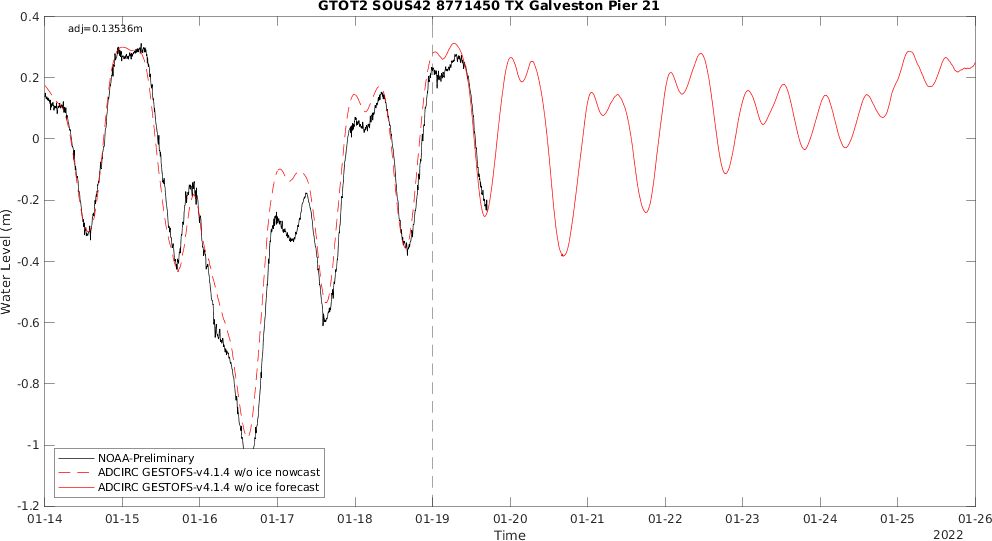 GTOT2 SOUS42 8771450 TX Galveston Pier 21
adj=0.13536m
0.4
0.2
0
-0.2
-0.4
-0.6
-0.8
-1
-1.2
Water Level (m)
NOAA-Preliminary
ADCIRC GESTOFS-v4.1.4 w/o ice nowcast
ADCIRC GESTOFS-v4.1.4 w/o ice forecast
01-14 01-15 01-16 01-17 01-18 01-19 01-20 01-21 01-22 01-23 01-24 01-25 01-26
Time
2022